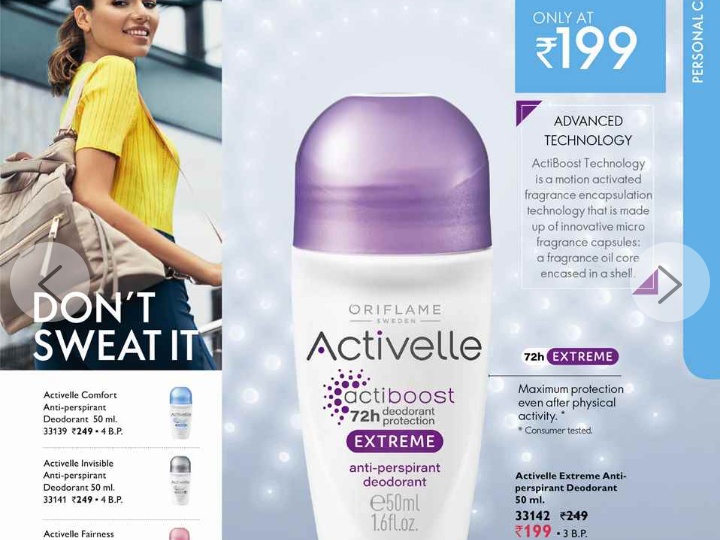 ONLY AT
₹199
PERSONAL C
ADVANCED
TECHNOLOGY
ActiBoost Technology
is a motion activated
fragrance encapsulation
technology that is made
up of innovative micro
fragrance capsules:
a fragrance oil core
encased in a shell.
DON'T
SWEAT IT
ORIFLAME
SWEDEN
Activelle
actiboost
72h deodorant
protection
EXTREME
anti-perspirant
deodorant
e50ml
1.6fl.oz.
72h EXTREME
Maximum protection
even after physical
activity. *
* Consumer tested.
Activelle Extreme Anti-
perspirant Deodorant
50 ml.
33142 ₹249
₹199 • 3 B.P.
Activelle Comfort
Anti-perspirant
Deodorant 50 ml.
33139 ₹249 • 4 B.P.
Activelle Invisible
Anti-perspirant
Deodorant 50 ml.
33141 ₹249 • 4 B.P.
Activelle Fairness